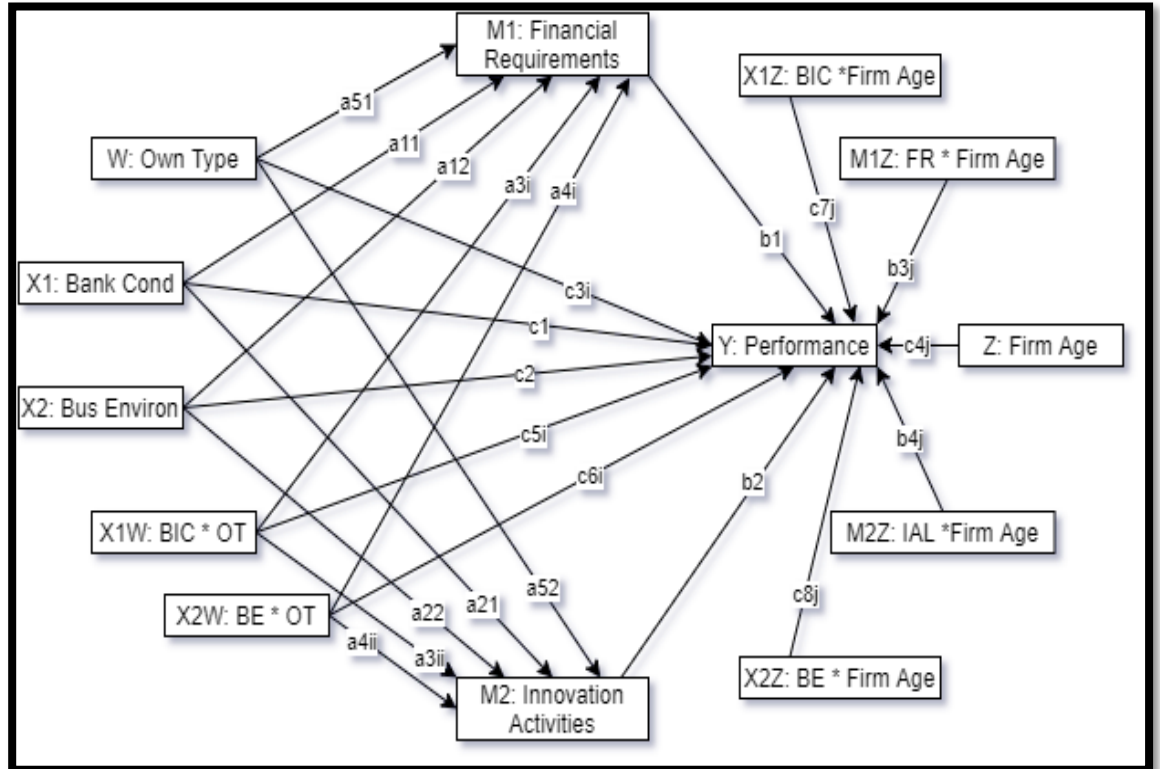 M1: Financial
Requirements
X1Z: BIC *Firm Age
a51
W: Own Type
a11
a12
M1Z: FR * Firm Age
a3i
a4i
c7j
b1
b3j
X1: Bank Cond
c3i
c1
Y: Performance
c4j
Z: Firm Age
c2
X2: Bus Environ
c5i
b4j
c6i
b2
X1W: BIC * OT
M2Z: IAL *Firm Age
a52
c8j
X2W: BE * OT
a22
a21
a4ii
a3ii
X2Z: BE * Firm Age
M2: Innovation
Activities